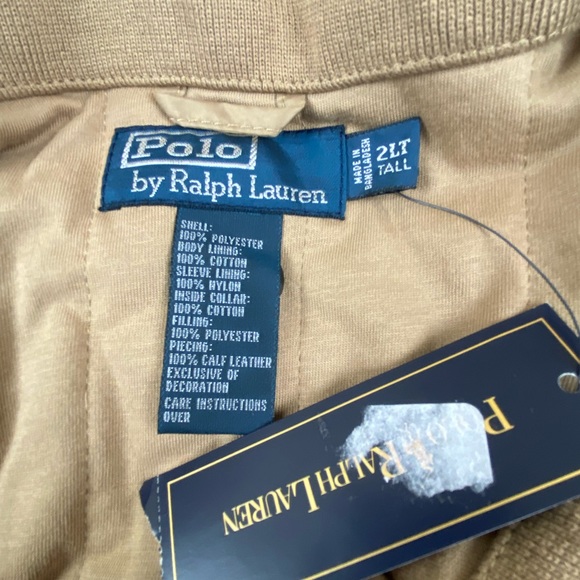 Polo
by Ralph Lauren
MADE IN
BANGLADESH
2LT
TALL
SHELL:
100% POLYESTER
BODY LINING:
100% COTTON
SLEEVE LINING:
100% NYLON
INSIDE COLLAR:
100% COTTON
FILLING:
100% POLYESTER
PIECING:
100% CALF LEATHER
EXCLUSIVE OF
DECORATION
CARE INSTRUCTIONS
OVER
POLO
RALPH LAUREN